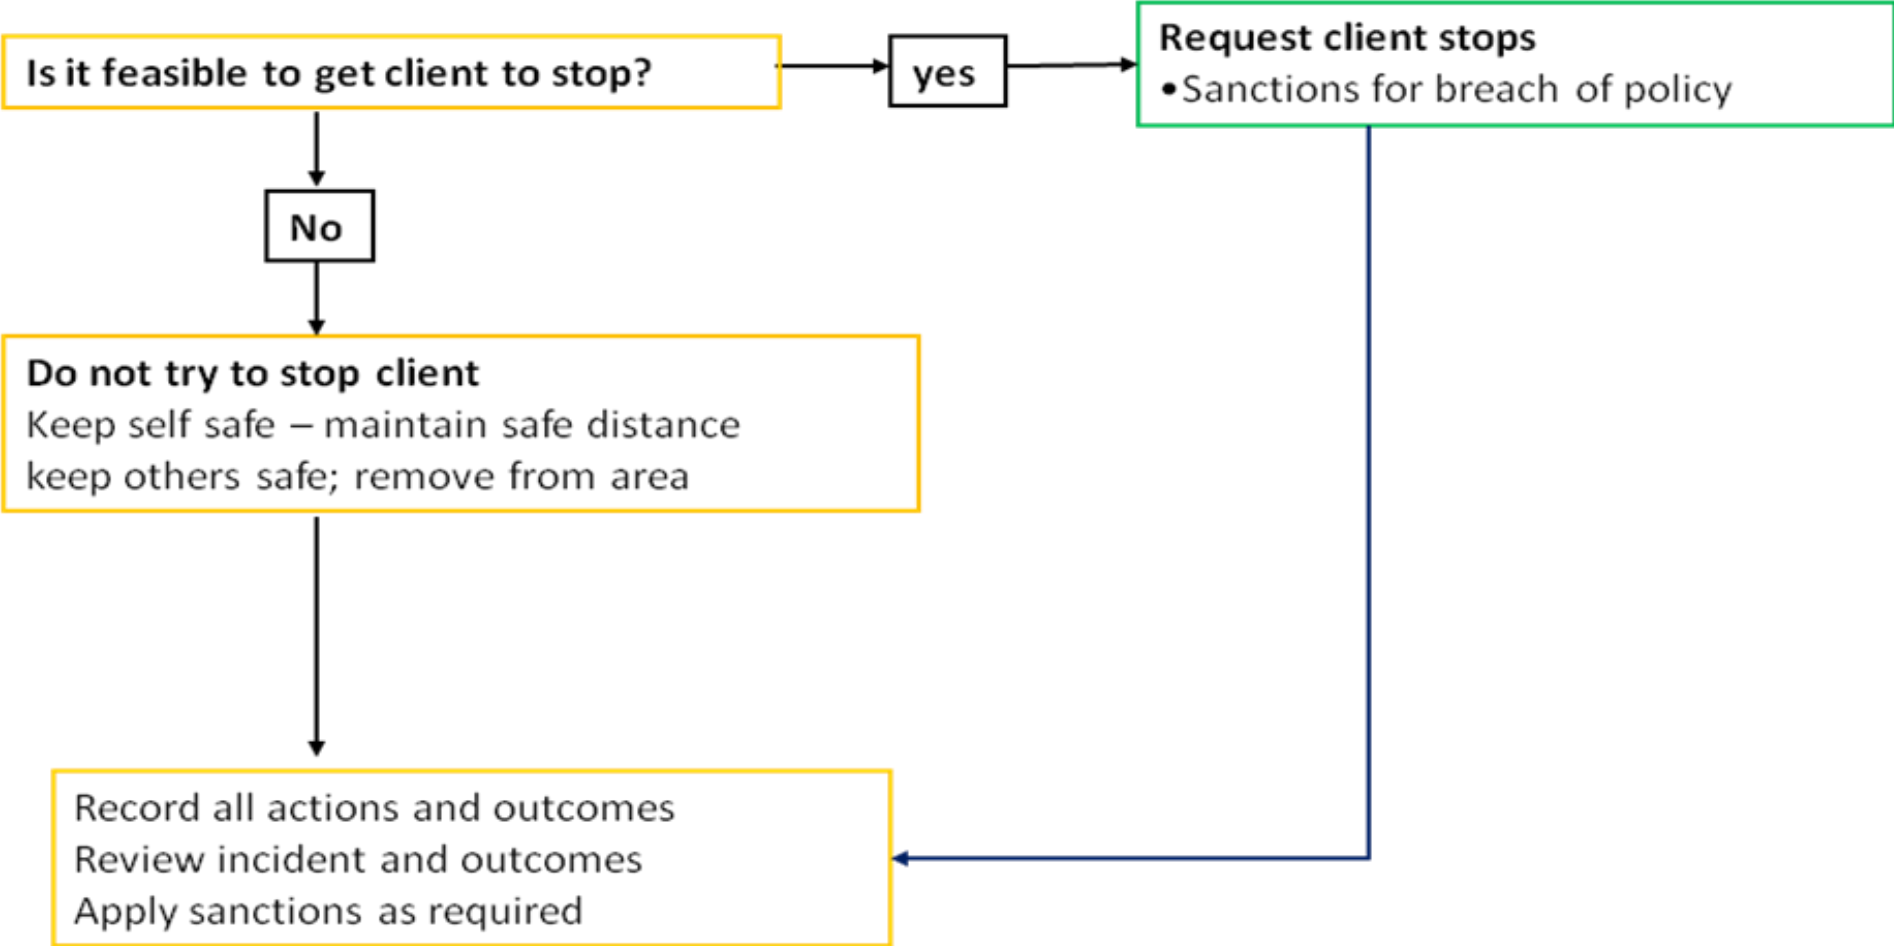 Is it feasible to get client to stop?
yes
Request client stops
•Sanctions for breach of policy
No
Do not try to stop client
Keep self safe – maintain safe distance
keep others safe; remove from area
Record all actions and outcomes
Review incident and outcomes
Apply sanctions as required